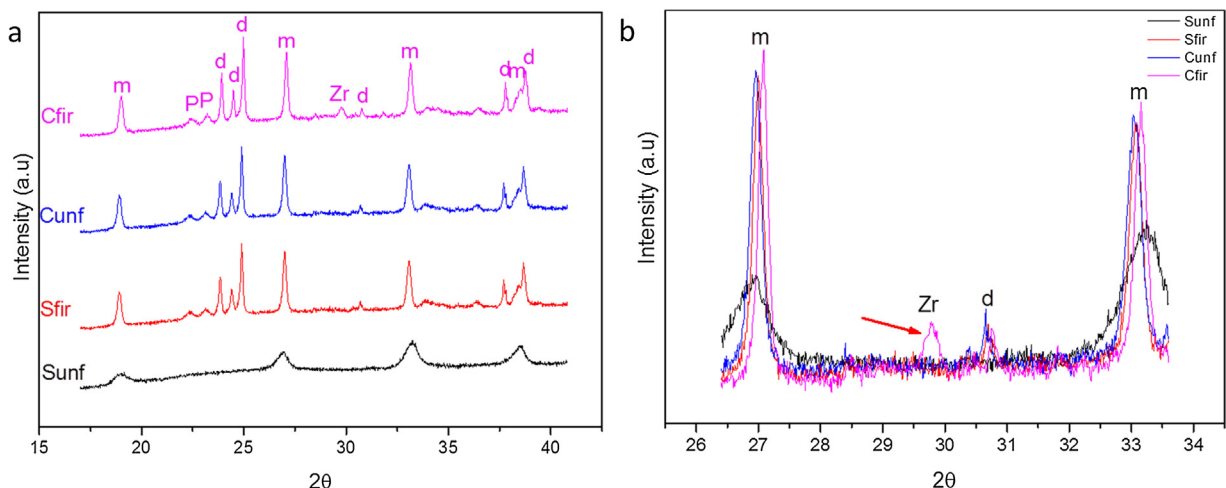 a
Intensity (a.u)
Cfir
Cunf
Sfir
Sunf
m
P
P
d
d
d
m
Zr
d
m
d
m
d
15
20
25
30
35
40
2θ
b
Intensity (a.u)
Sunf
Sfir
Cunf
Cfir
m
Zr
d
m
26
27
28
29
30
31
32
33
34
2θ